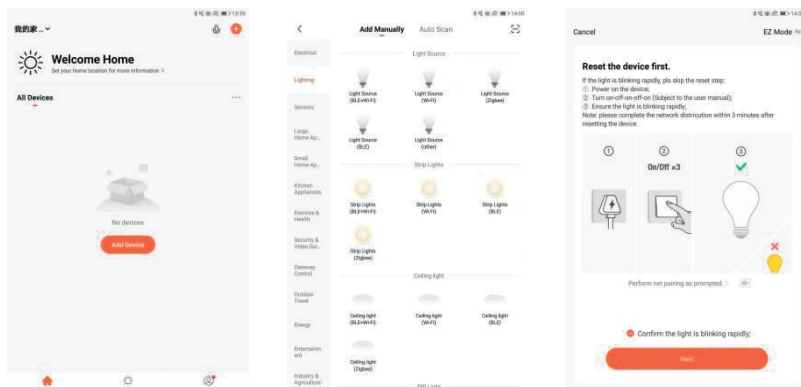 13:59
我的家 .. ⌄
Welcome Home
Set your home location for more information >
All Devices
...
No devices
Add Device
14:00
<
Add Manually
Auto Scan
Electrical
Lighting
Sensors
Large
Home Ap...
Small
Home Ap...
Kitchen
Appliances
Exercise &
Health
Security &
Video Sur...
Gateway
Control
Outdoor
Travel
Energy
Entertainm
ent
Industry &
Agriculture
Light Source
Light Source
(BLE+Wi-Fi)
Light Source
(Wi-Fi)
Light Source
(Zigbee)
Light Source
(BLE)
Light Source
(other)
Strip Lights
Strip Lights
(BLE+Wi-Fi)
Strip Lights
(Wi-Fi)
Strip Lights
(BLE)
Strip Lights
(Zigbee)
Ceiling light
Ceiling light
(BLE+Wi-Fi)
Ceiling light
(Wi-Fi)
Ceiling light
(BLE)
Ceiling light
(Zigbee)
Cancel
EZ Mode
Reset the device first.
If the light is blinking rapidly, pls skip the reset step:
① Power on the device;
② Turn on-off-on-off-on (Subject to the user manual);
③ Ensure the light is blinking rapidly;
Note: please complete the network districution within 3 minutes after
resetting the device.
①
②
On/Off ×3
③
Perform net pairing as prompted. >
Confirm the light is blinking rapidly;
Next